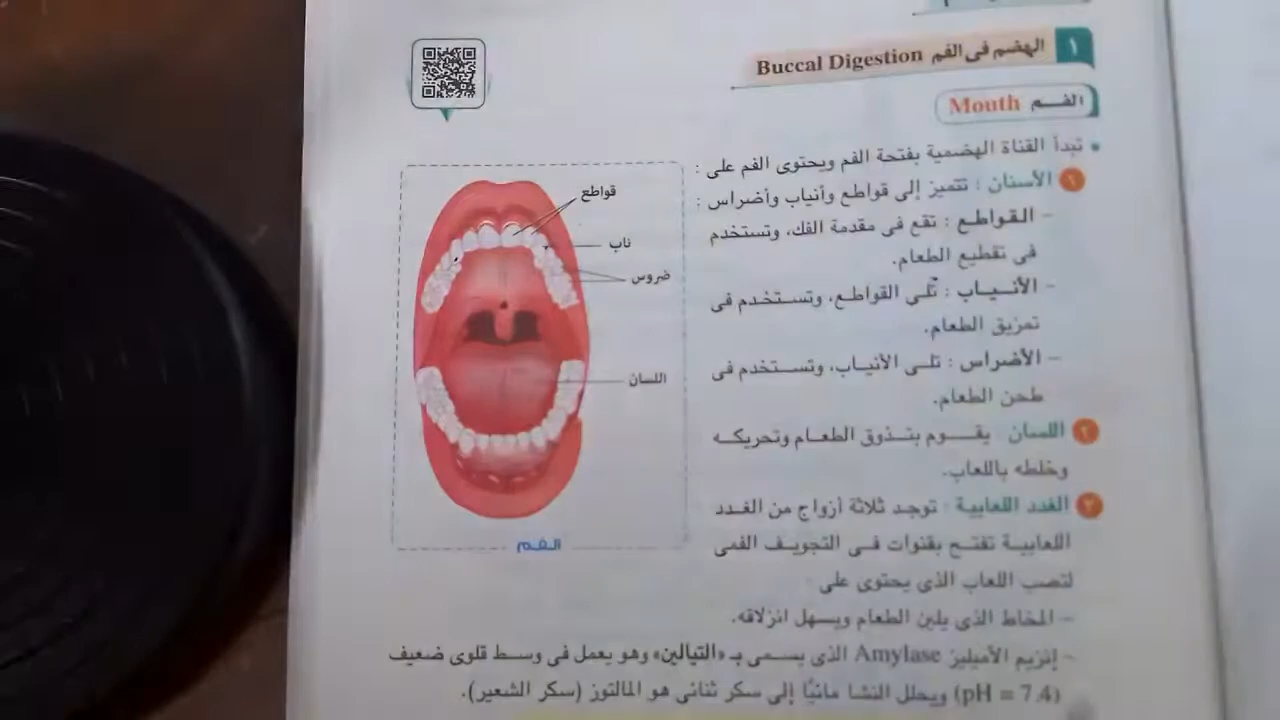 ١ الهضم فى الفم Buccal Digestion
الفـم Mouth
• تبدأ القناة الهضمية بفتحة الفم ويحتوى الفم على :
١ الأسنان : تتميز إلى قواطع وأنياب وأضراس :
- القواطع : تقع فى مقدمة الفك، وتستخدم
فى تقطيع الطعام.
- الأنياب : تلى القواطع، وتستخدم فى
تمزيق الطعام.
- الأضراس : تلى الأنياب، وتستخدم فى
طحن الطعام.
٢ اللسان : يقوم بتذوق الطعام وتحريكه
وخلطه باللعاب.
٣ الغدد اللعابية : توجد ثلاثة أزواج من الغدد
اللعابية تفتح بقنوات فى التجويف الفمى
لتصب اللعاب الذى يحتوى على
- المخاط الذى يلين الطعام ويسهل انزلاقه.
- إنزيم الأميليز Amylase الذى يسمى بـ «التيالين» وهو يعمل فى وسط قلوى ضعيف
(pH = 7.4) ويحلل النشا مائيًا إلى سكر ثنائى هو المالتوز (سكر الشعير).
قواطع
ناب
ضروس
اللسان
الفم